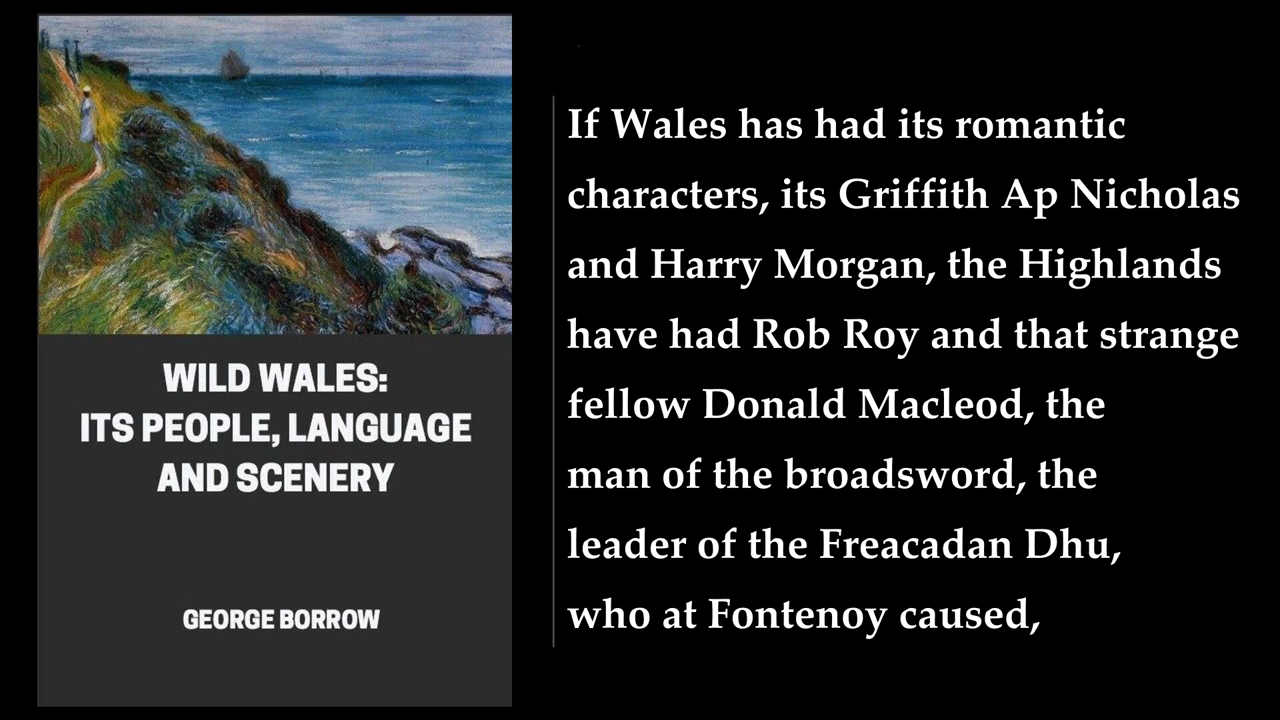 WILD WALES:
ITS PEOPLE, LANGUAGE
AND SCENERY
GEORGE BORROW
If Wales has had its romantic
characters, its Griffith Ap Nicholas
and Harry Morgan, the Highlands
have had Rob Roy and that strange
fellow Donald Macleod, the
man of the broadsword, the
leader of the Freacadan Dhu,
who at Fontenoy caused,